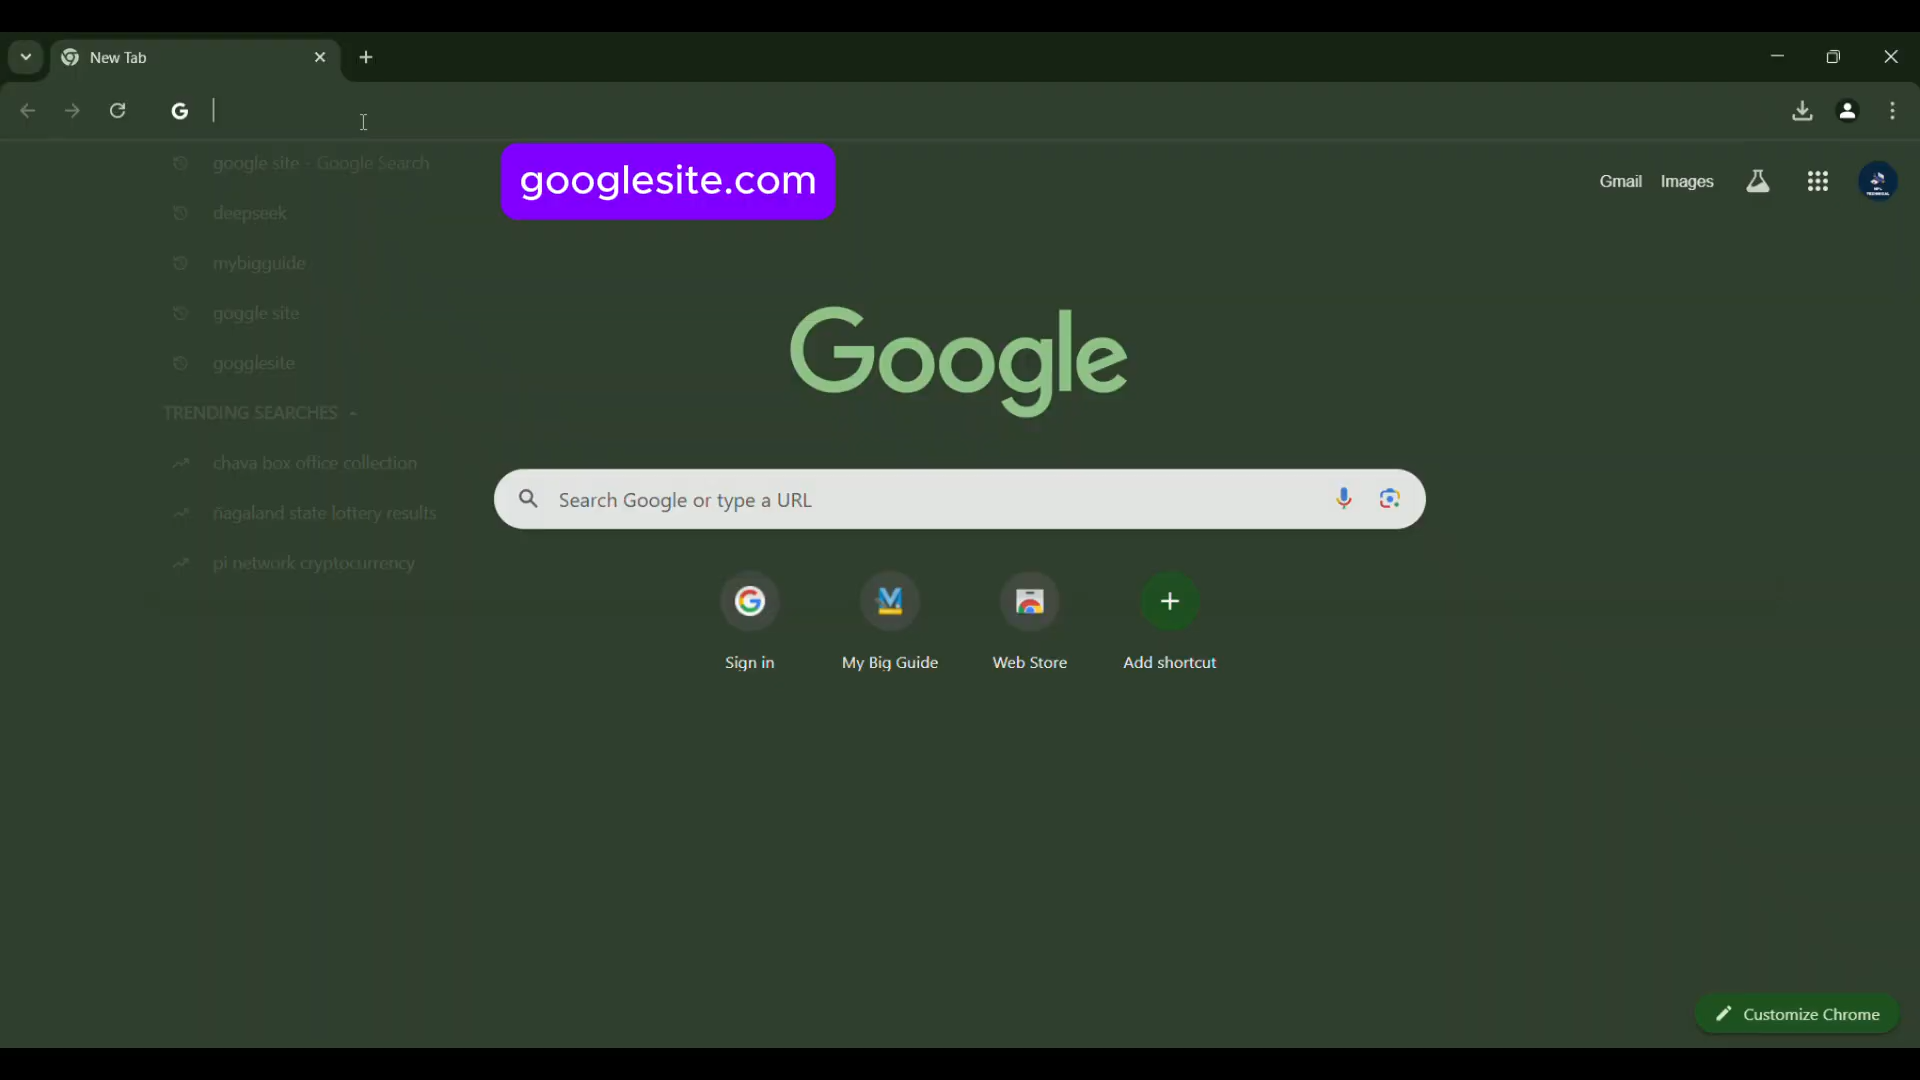 New Tab
google site - Google Search
deepseek
mybigguide
goggle site
gogglesite
TRENDING SEARCHES
chava box office collection
nagaland state lottery results
pi network cryptocurrency
googlesite.com
Gmail Images
Google
Search Google or type a URL
Sign in
My Big Guide
Web Store
Add shortcut
Customize Chrome